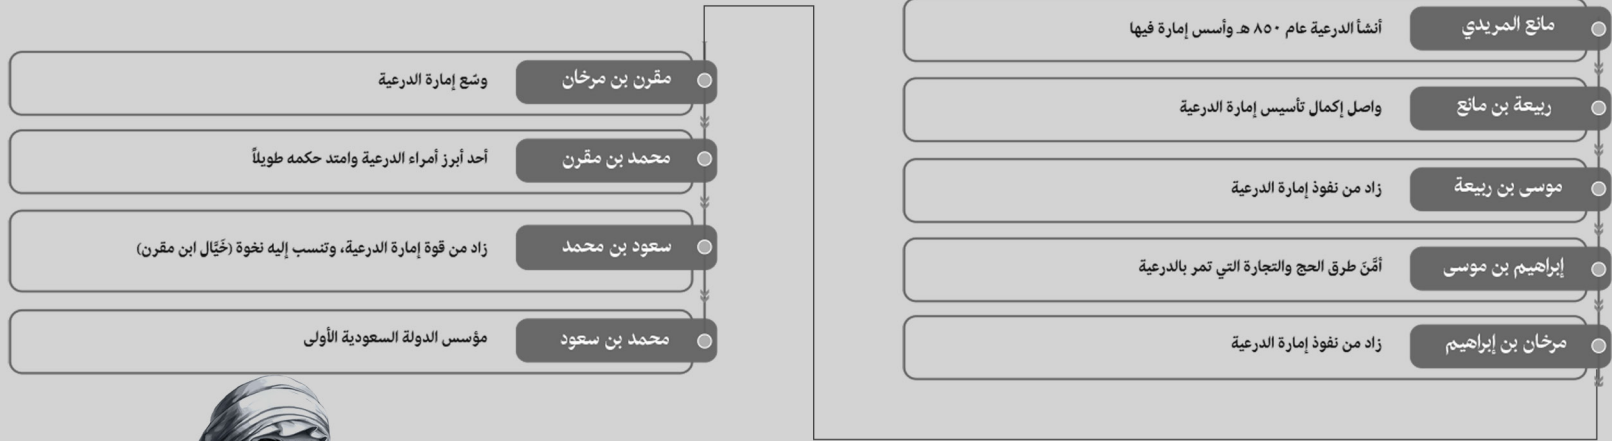 مانع المريدي
أنشأ الدرعية عام ٨٥٠ هـ وأسس إمارة فيها
ربيعة بن مانع
واصل إكمال تأسيس إمارة الدرعية
موسى بن ربيعة
زاد من نفوذ إمارة الدرعية
إبراهيم بن موسى
أمَّنَ طرق الحج والتجارة التي تمر بالدرعية
مرخان بن إبراهيم
زاد من نفوذ إمارة الدرعية
مقرن بن مرخان
وسّع إمارة الدرعية
محمد بن مقرن
أحد أبرز أمراء الدرعية وامتد حكمه طويلاً
سعود بن محمد
زاد من قوة إمارة الدرعية، وتنسب إليه نخوة (خَيَّال ابن مقرن)
محمد بن سعود
مؤسس الدولة السعودية الأولى